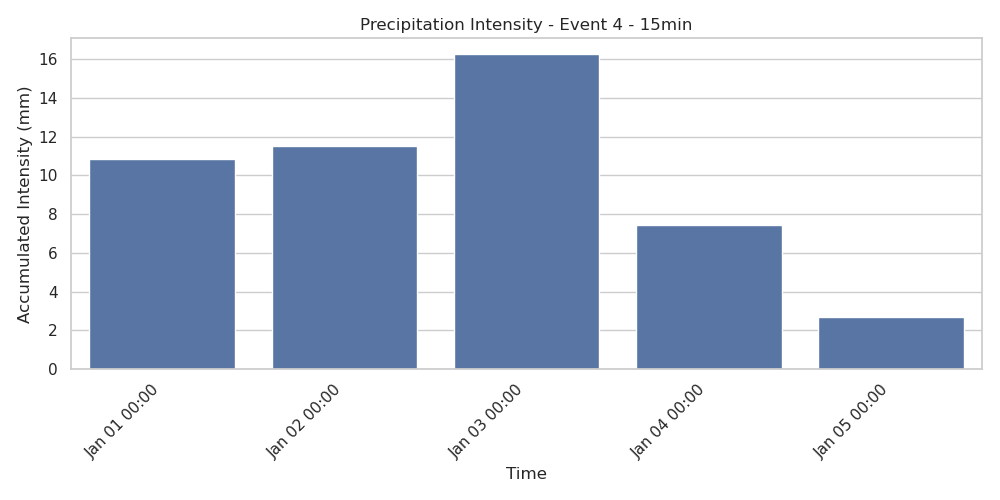 Precipitation Intensity - Event 4 - 15min
Accumulated Intensity (mm)
16
14
12
10
8
6
4
2
0
Jan 01 00:00
Jan 02 00:00
Jan 03 00:00
Jan 04 00:00
Jan 05 00:00
Time